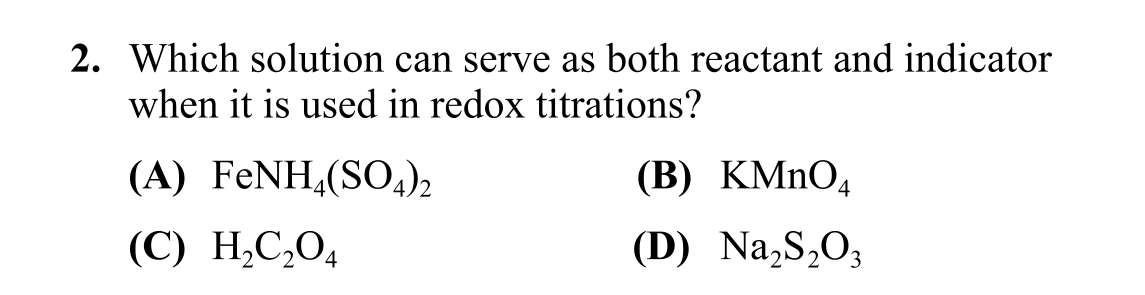 2. Which solution can serve as both reactant and indicator
when it is used in redox titrations?
(A) FeNH₄(SO₄)₂ (B) KMnO₄
(C) H₂C₂O₄ (D) Na₂S₂O₃